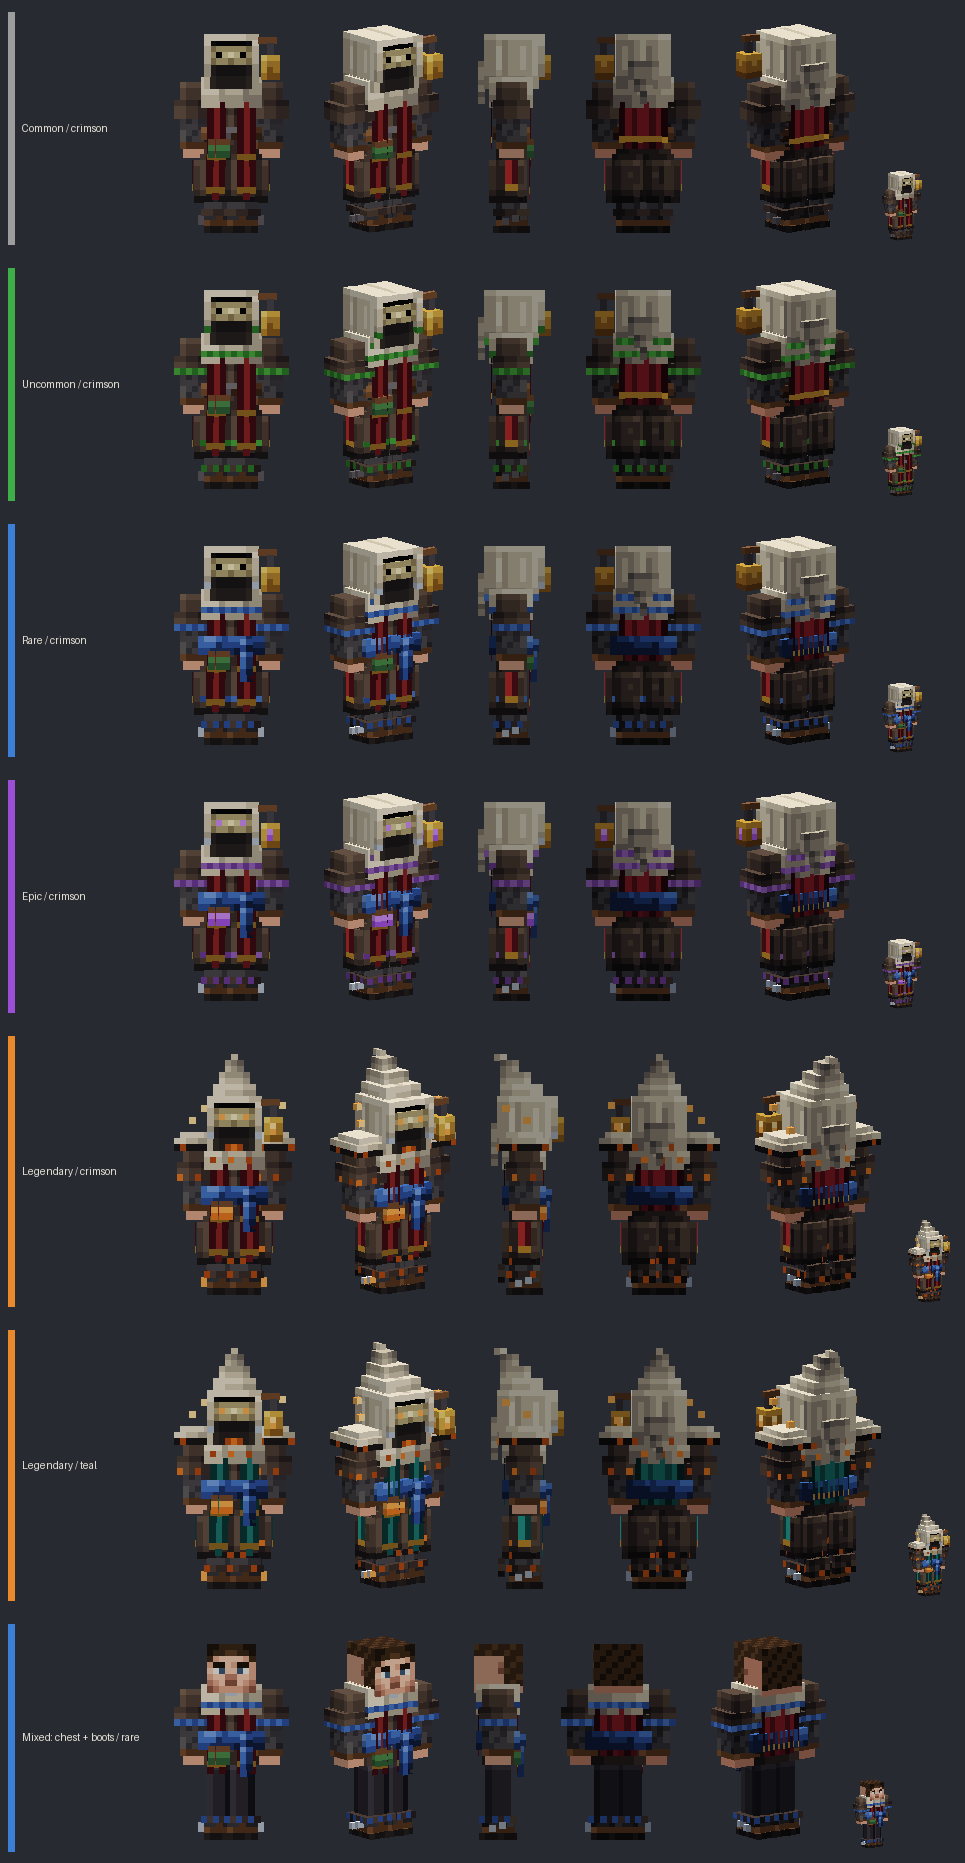 Common / crimson
Uncommon / crimson
Rare / crimson
Epic / crimson
Legendary / crimson
Legendary / teal
Mixed: chest + boots / rare